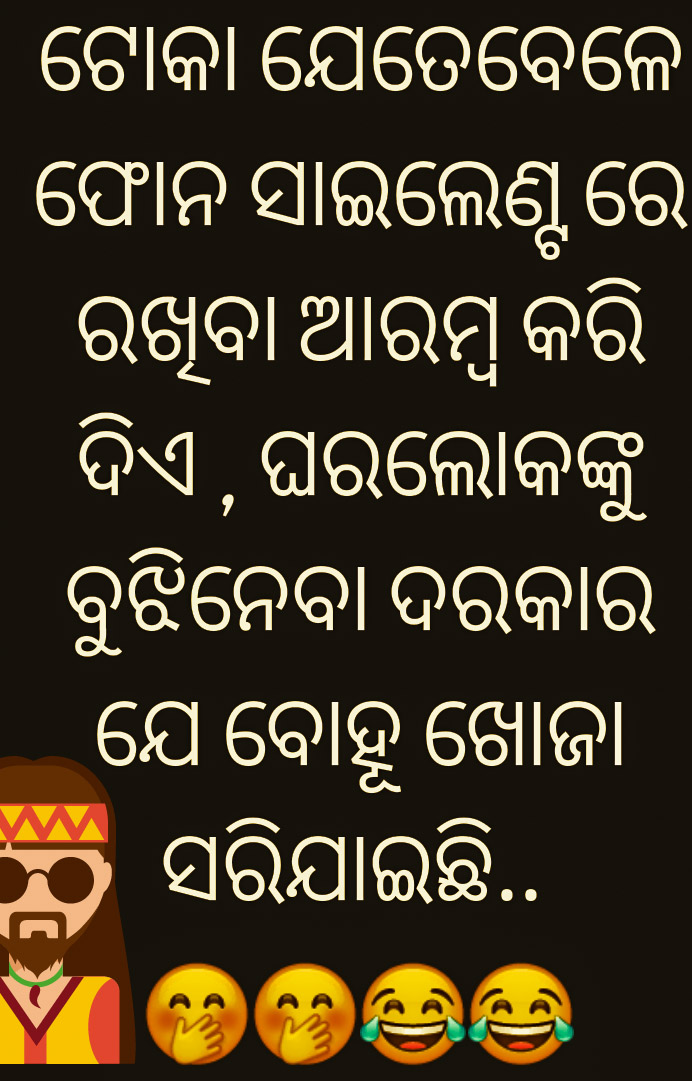 ଟୋକା ଯେତେବେଳେ
ଫୋନ ସାଇଲେଣ୍ଟ ରେ
ରଖିବା ଆରମ୍ବ କରି
ଦିଏ , ଘରଲୋକଙ୍କୁ
ବୁଝିନେବା ଦରକାର
ଯେ ବୋହୂ ଖୋଜା
ସରିଯାଇଛି..
🤭🤭😂😂